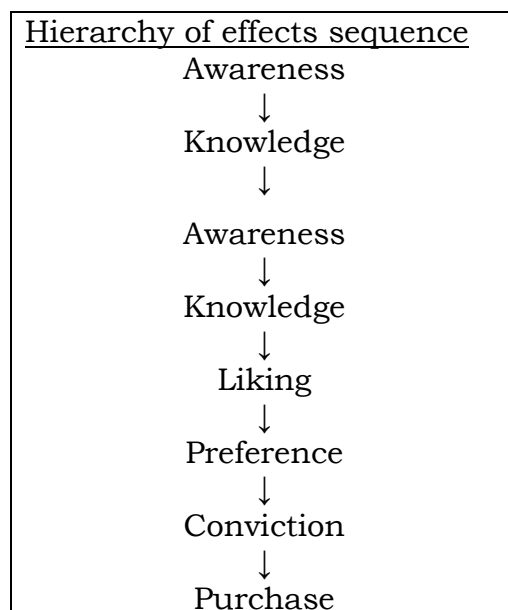 Hierarchy of effects sequence
Awareness
↓
Knowledge
↓
Awareness
↓
Knowledge
↓
Liking
↓
Preference
↓
Conviction
↓
Purchase